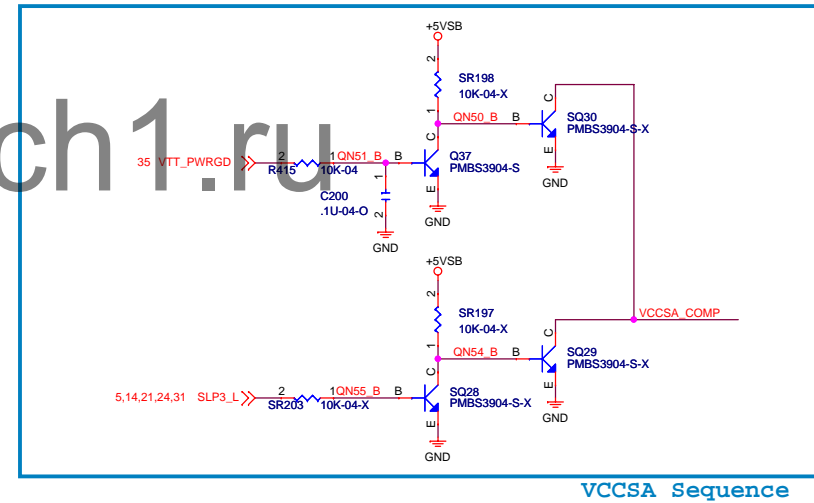 +5VSB
2
SR198
10K-04-X
1
C
QN50_B B
SQ30
PMBS3904-S-X
E
GND
ch1.ru
35 VTT_PWRGD
2
R415
1
10K-04
QN51_B
B
C
Q37
PMBS3904-S
E
GND
1
C200
.1U-04-O
2
GND
+5VSB
2
SR197
10K-04-X
1
VCCSA_COMP
C
QN54_B B
SQ29
PMBS3904-S-X
E
GND
5,14,21,24,31 SLP3_L
2
SR203
1
10K-04-X
QN55_B
B
C
SQ28
PMBS3904-S-X
E
GND
VCCSA Sequence